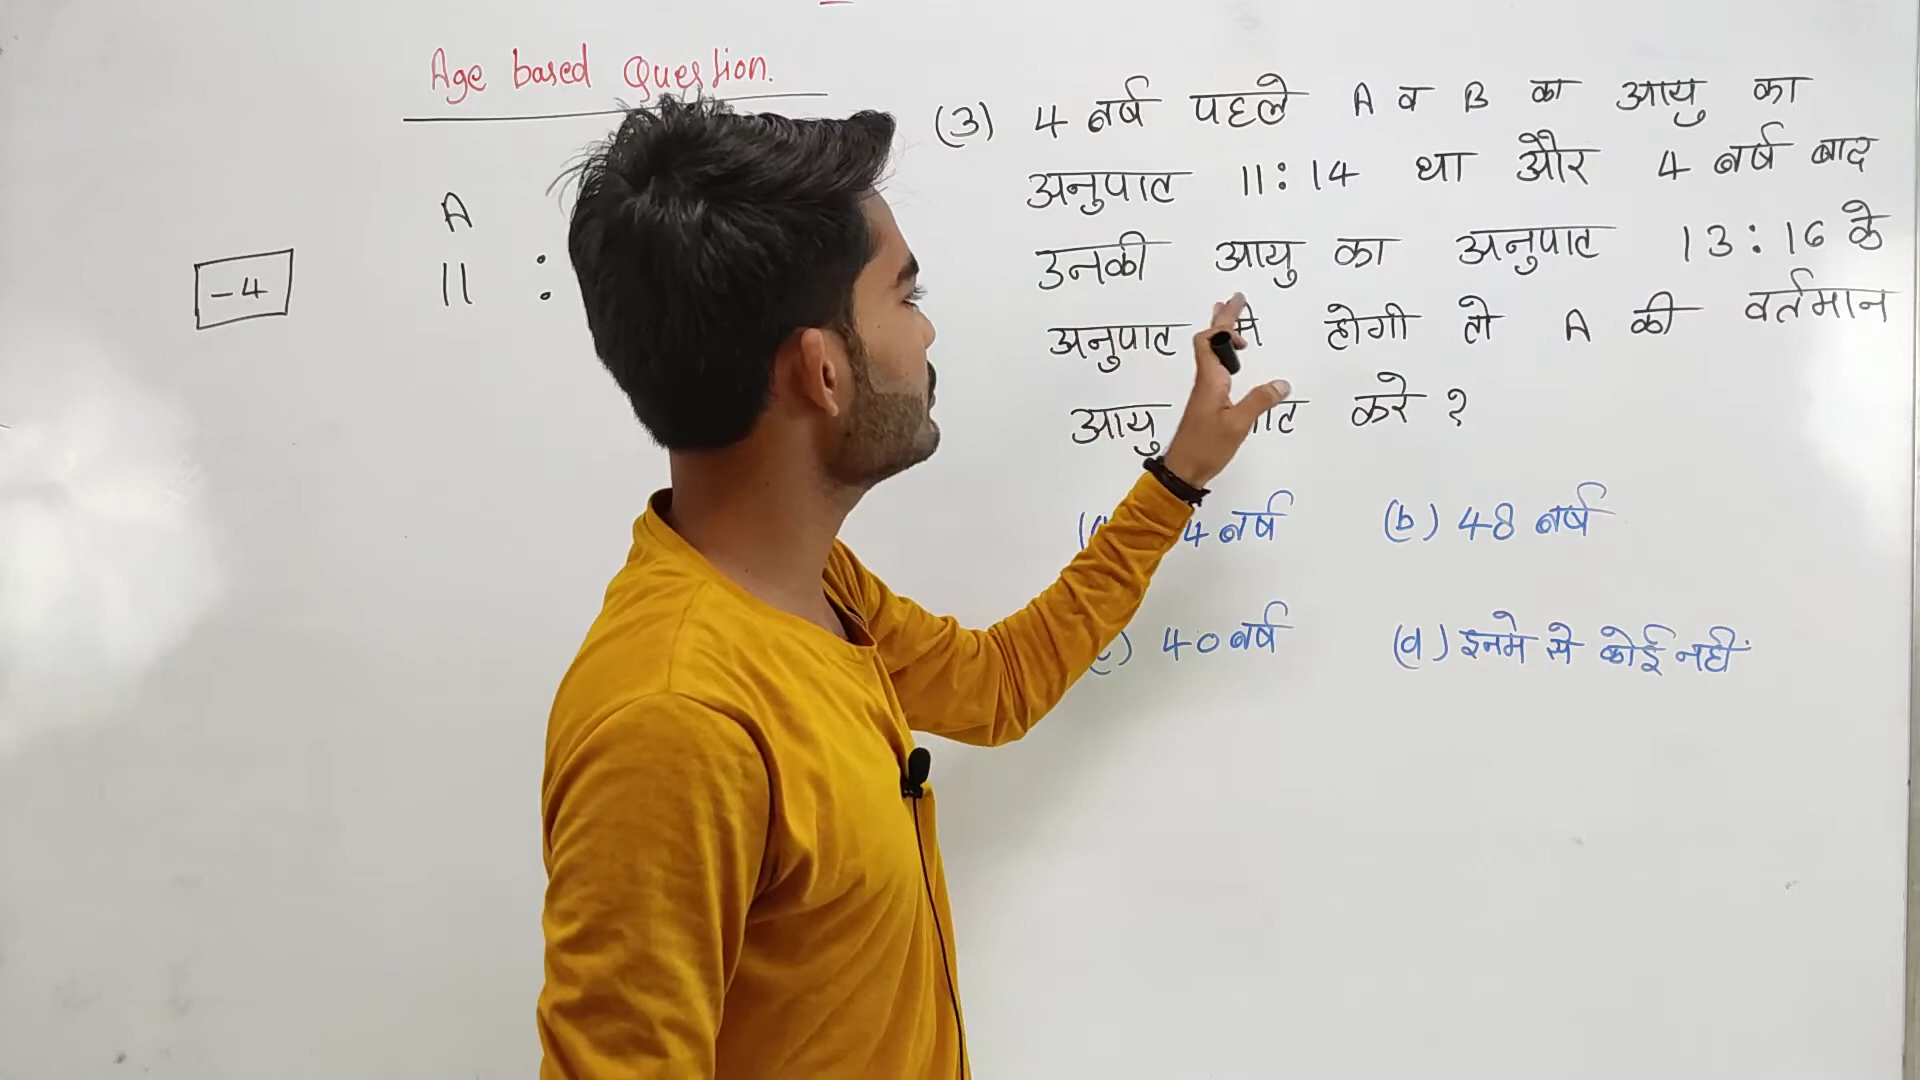 Age based Question.
A
-4
11 :
(3) 4 वर्ष पहले A व B का आयु का
अनुपात 11:14 था और 4 वर्ष बाद
उनकी आयु का अनुपात 13:16 के
अनुपात मे होगी तो A की वर्तमान
आयु करे ?
4 वर्ष (b) 48 वर्ष
40 वर्ष (d) इनमे से कोई नहीं